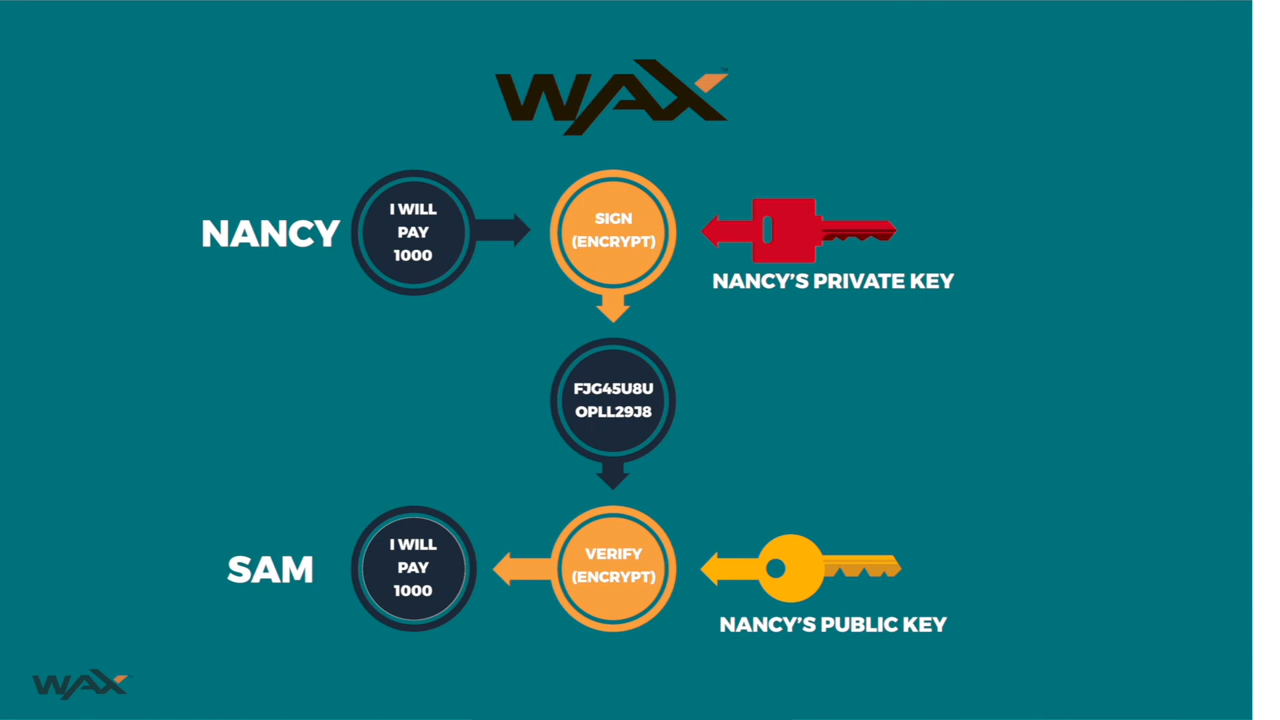 WAX
NANCY
I WILL
PAY
1000
SIGN
(ENCRYPT)
NANCY'S PRIVATE KEY
FJG45U8U
OPLL29J8
SAM
I WILL
PAY
1000
VERIFY
(ENCRYPT)
NANCY'S PUBLIC KEY
WAX